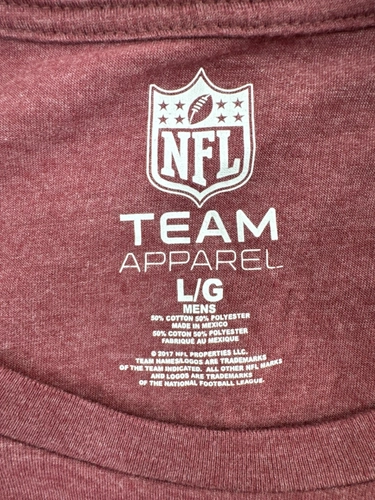 NFL
TEAM
APPAREL
L/G
MENS
50% COTTON 50% POLYESTER
MADE IN MEXICO
50% COTON 50% POLYESTER
FABRIQUÉ AU MEXIQUE
© 2017 NFL PROPERTIES LLC.
TEAM NAMES/LOGOS ARE TRADEMARKS
OF THE TEAM INDICATED. ALL OTHER NFL MARKS
AND LOGOS ARE TRADEMARKS
OF THE NATIONAL FOOTBALL LEAGUE.